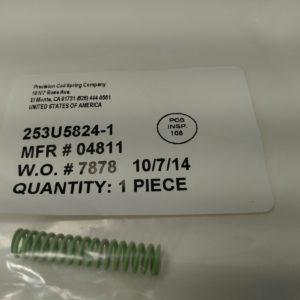 Precision Coil Spring Company
10107 Rose Ave.
El Monte, CA 91731 (626) 444-0561
UNITED STATES OF AMERICA
PCS
INSP.
108
253U5824-1
MFR # 04811
W.O. # 7878 10/7/14
QUANTITY: 1 PIECE